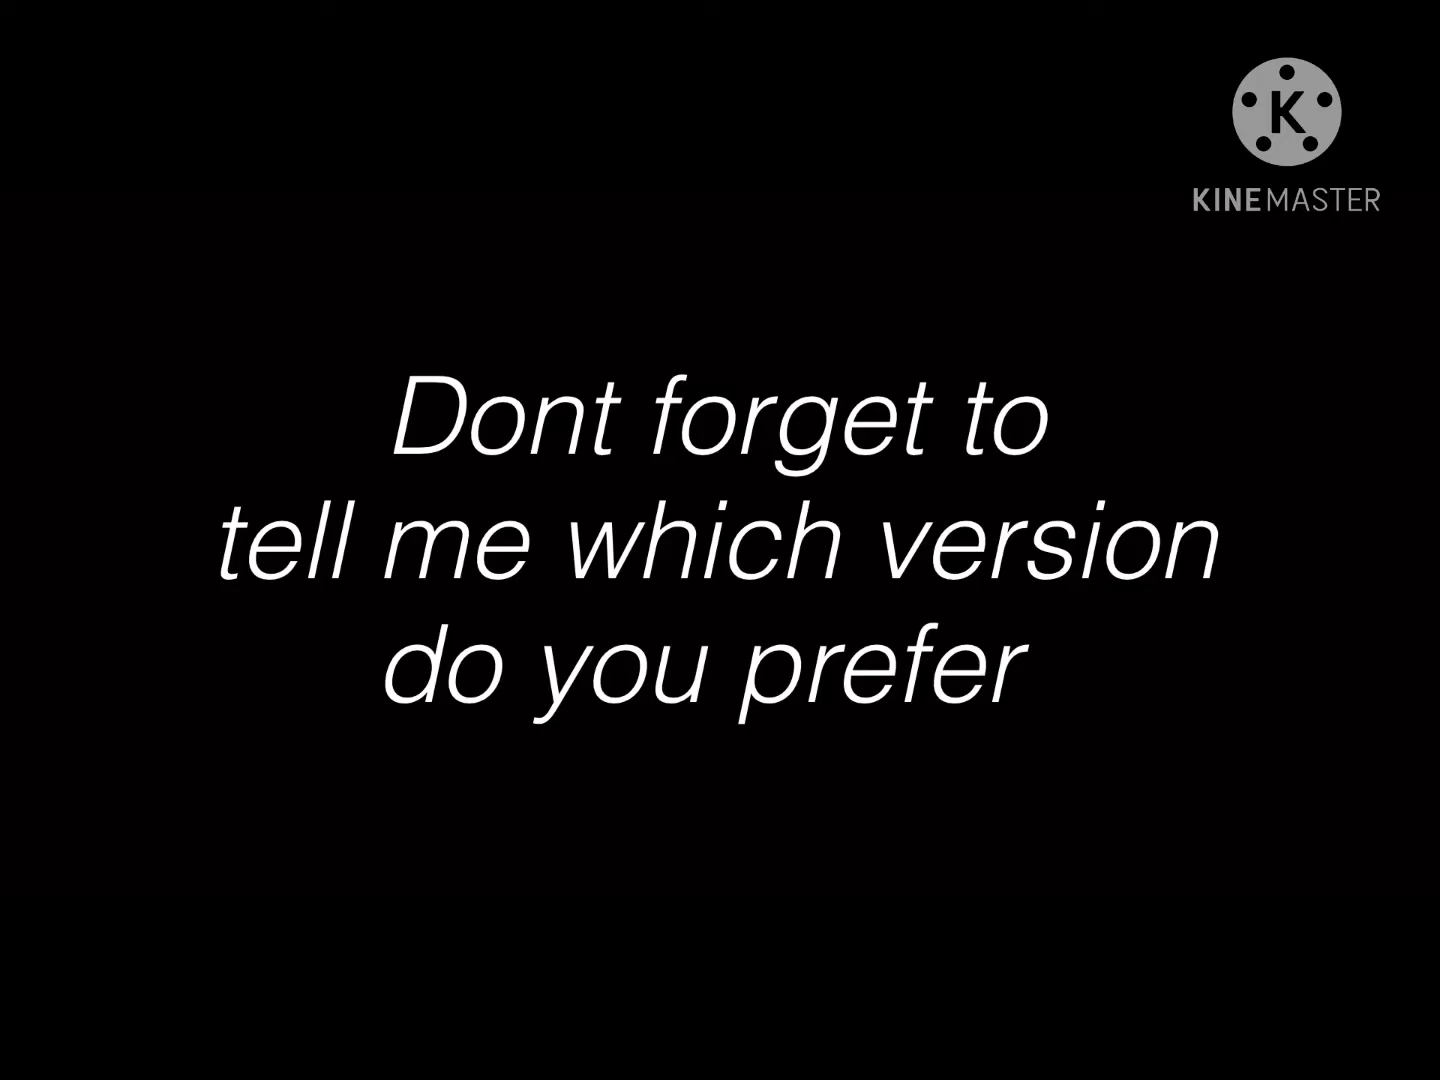 K
KINEMASTER
Dont forget to
tell me which version
do you prefer